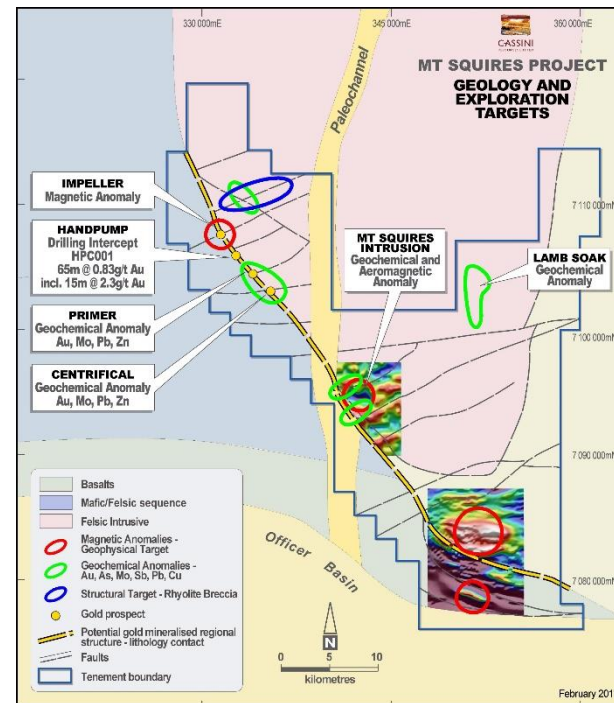 330 000mE
345 000mE
360 000mE
CASSINI
MT SQUIRES PROJECT
GEOLOGY AND
EXPLORATION
TARGETS
Paleochannel
IMPELLER
Magnetic Anomaly
7 110 000mN
HANDPUMP
Drilling Intercept
HPC001
65m @ 0.83g/t Au
incl. 15m @ 2.3g/t Au
MT SQUIRES
INTRUSION
Geochemical and
Aeromagnetic
Anomaly
LAMB SOAK
Geochemical
Anomaly
PRIMER
Geochemical Anomaly
Au, Mo, Pb, Zn
7 100 000mN
CENTRIFICAL
Geochemical Anomaly
Au, Mo, Pb, Zn
7 090 000mN
Basalts
Mafic/Felsic sequence
Felsic Intrusive
Magnetic Anomalies -
Geophysical Target
Geochemical Anomalies -
Au, As, Mo, Sb, Pb, Cu
Structural Target - Rhyolite Breccia
Gold prospect
Potential gold mineralised regional
structure - lithology contact
Faults
Tenement boundary
Officer Basin
7 080 000mN
N
0 5 10
kilometres
February 201